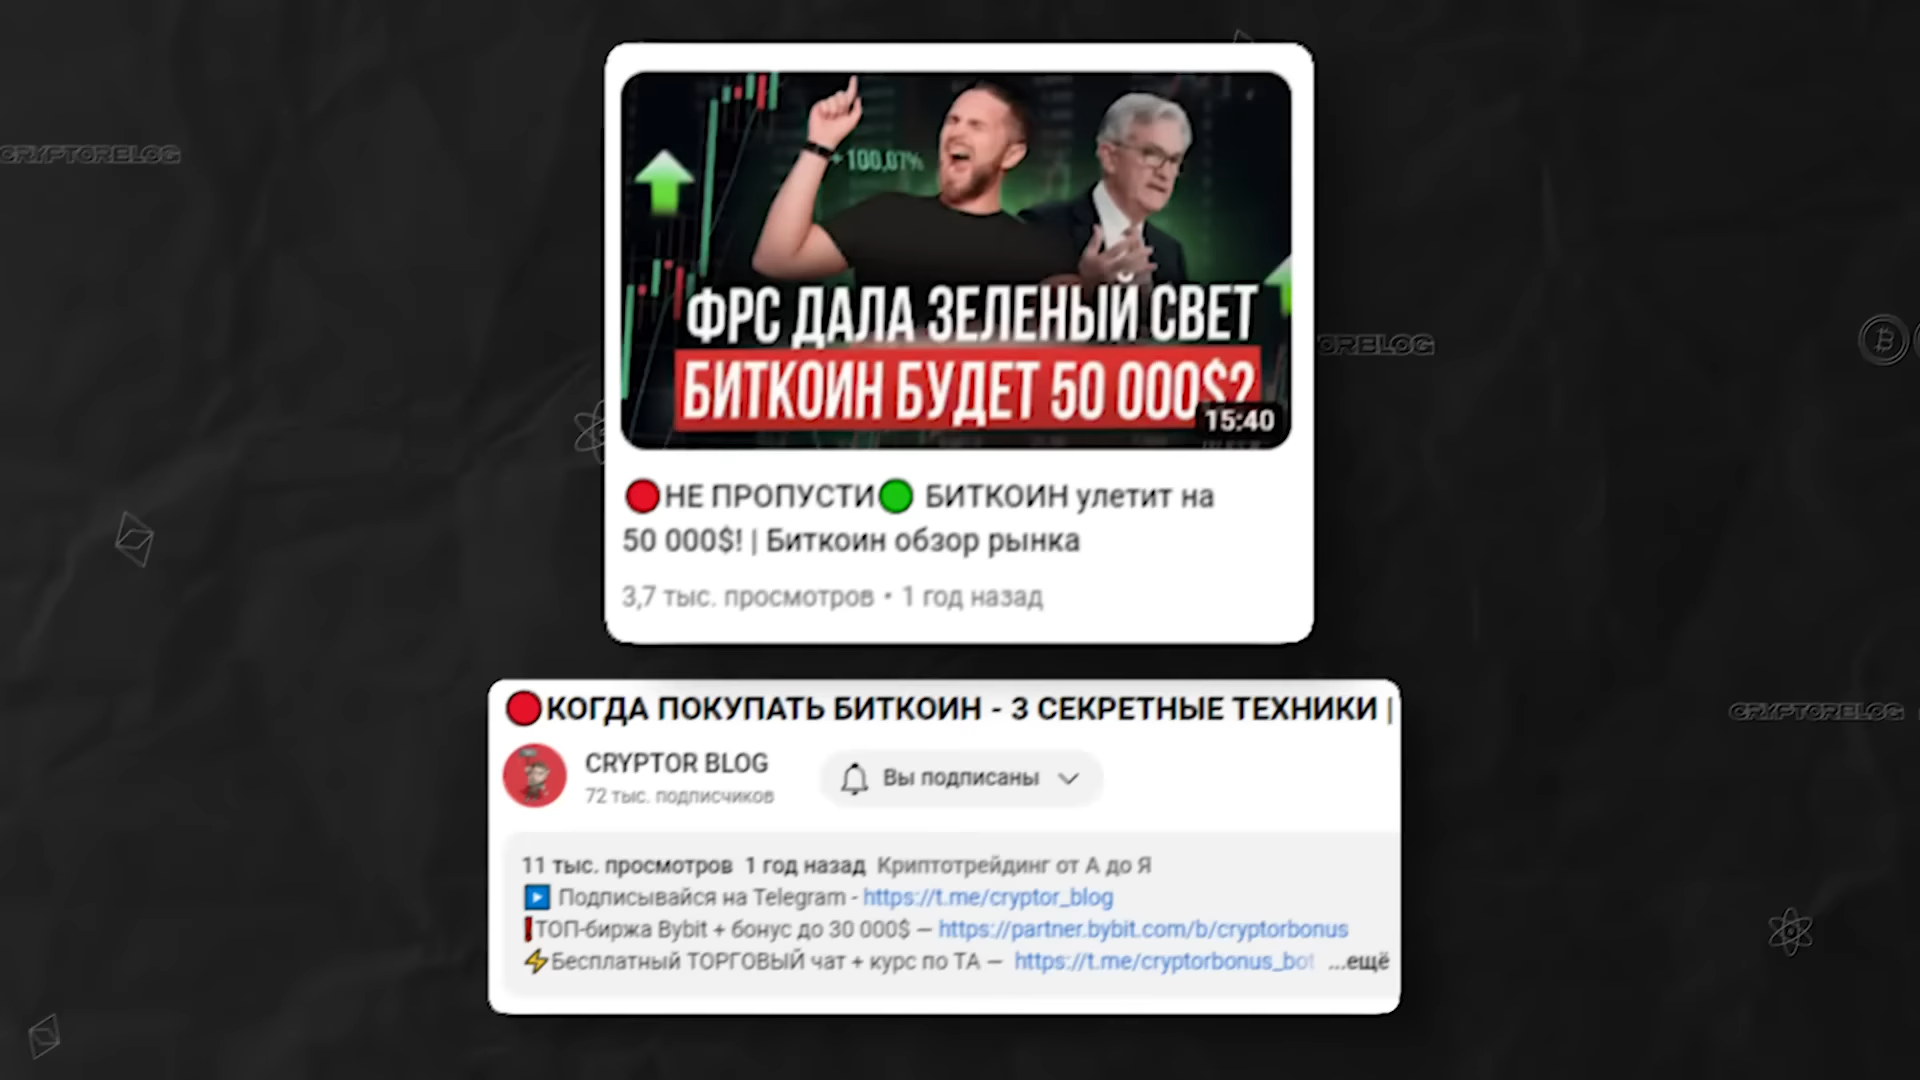 CRYPTORBLOG
+100,07%
ФРС ДАЛА ЗЕЛЕНЫЙ СВЕТ
БИТКОИН БУДЕТ 50 000$?
15:40
ORBLOG
🔴НЕ ПРОПУСТИ🟢 БИТКОИН улетит на
50 000$! | Биткоин обзор рынка
3,7 тыс. просмотров • 1 год назад
🔴КОГДА ПОКУПАТЬ БИТКОИН - 3 СЕКРЕТНЫЕ ТЕХНИКИ |
CRYPTORBLOG
CRYPTOR BLOG
Вы подписаны
72 тыс. подписчиков
11 тыс. просмотров 1 год назад Криптотрейдинг от А до Я
Подписывайся на Telegram - https://t.me/cryptor_blog
ТОП-биржа Bybit + бонус до 30 000$ — https://partner.bybit.com/b/cryptorbonus
⚡Бесплатный ТОРГОВЫЙ чат + курс по ТА — https://t.me/cryptorbonus_bot ...ещё